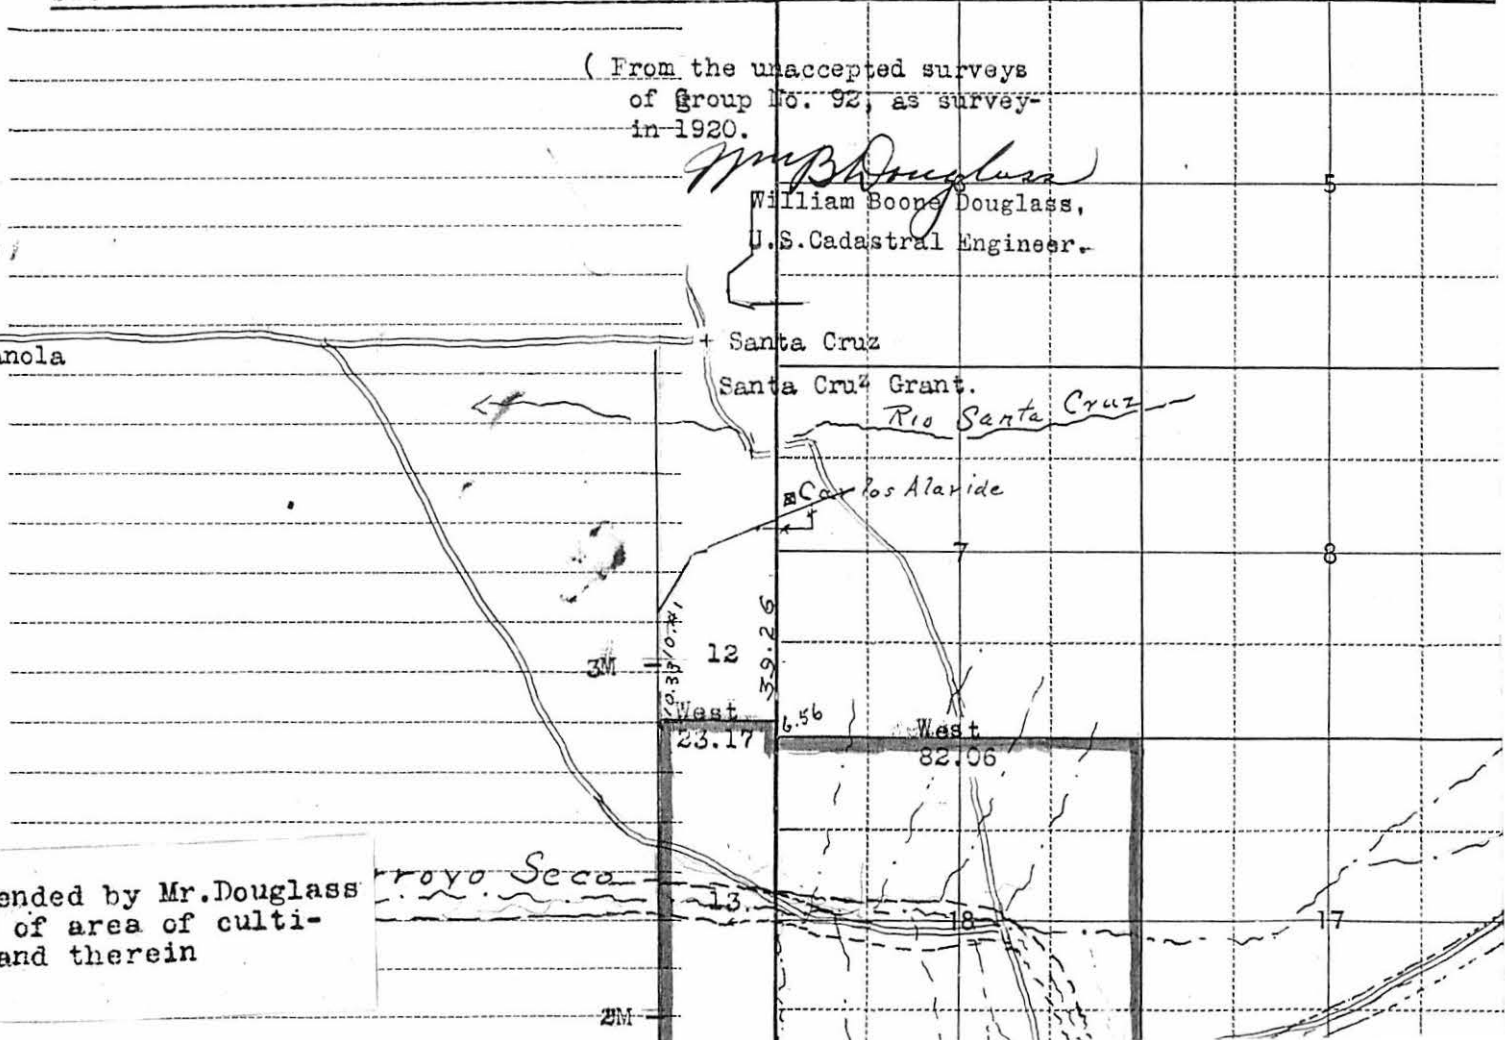 ( From the unaccepted surveys
of Group No. 92, as survey-
in 1920.
Wm B Douglass
5
William Boone Douglass,
U.S.Cadastral Engineer.
Santa Cruz
nola
Santa Cruz Grant.
Rio Santa Cruz
Carlos Alaride
7
8
39.26
12
3M
10.33
West
23.17
6.56
West
82.06
rroyo Seco
ended by Mr.Douglass
of area of culti-
and therein
13
18
17
2M